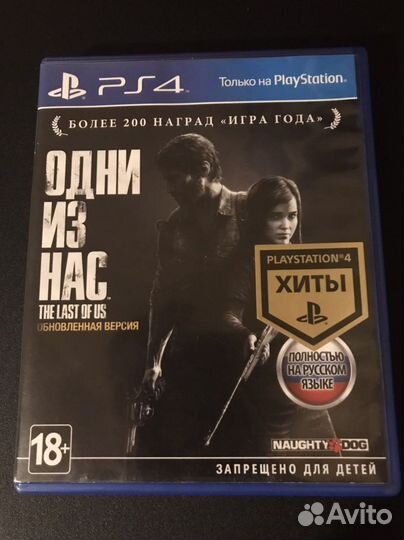 PS4
Только на PlayStation®
БОЛЕЕ 200 НАГРАД «ИГРА ГОДА»
ОДНИ
ИЗ
НАС
THE LAST OF US
ОБНОВЛЕННАЯ ВЕРСИЯ
PLAYSTATION®4
ХИТЫ
ПОЛНОСТЬЮ
НА РУССКОМ
ЯЗЫКЕ
18+
NAUGHTY DOG
ЗАПРЕЩЕНО ДЛЯ ДЕТЕЙ
Avito